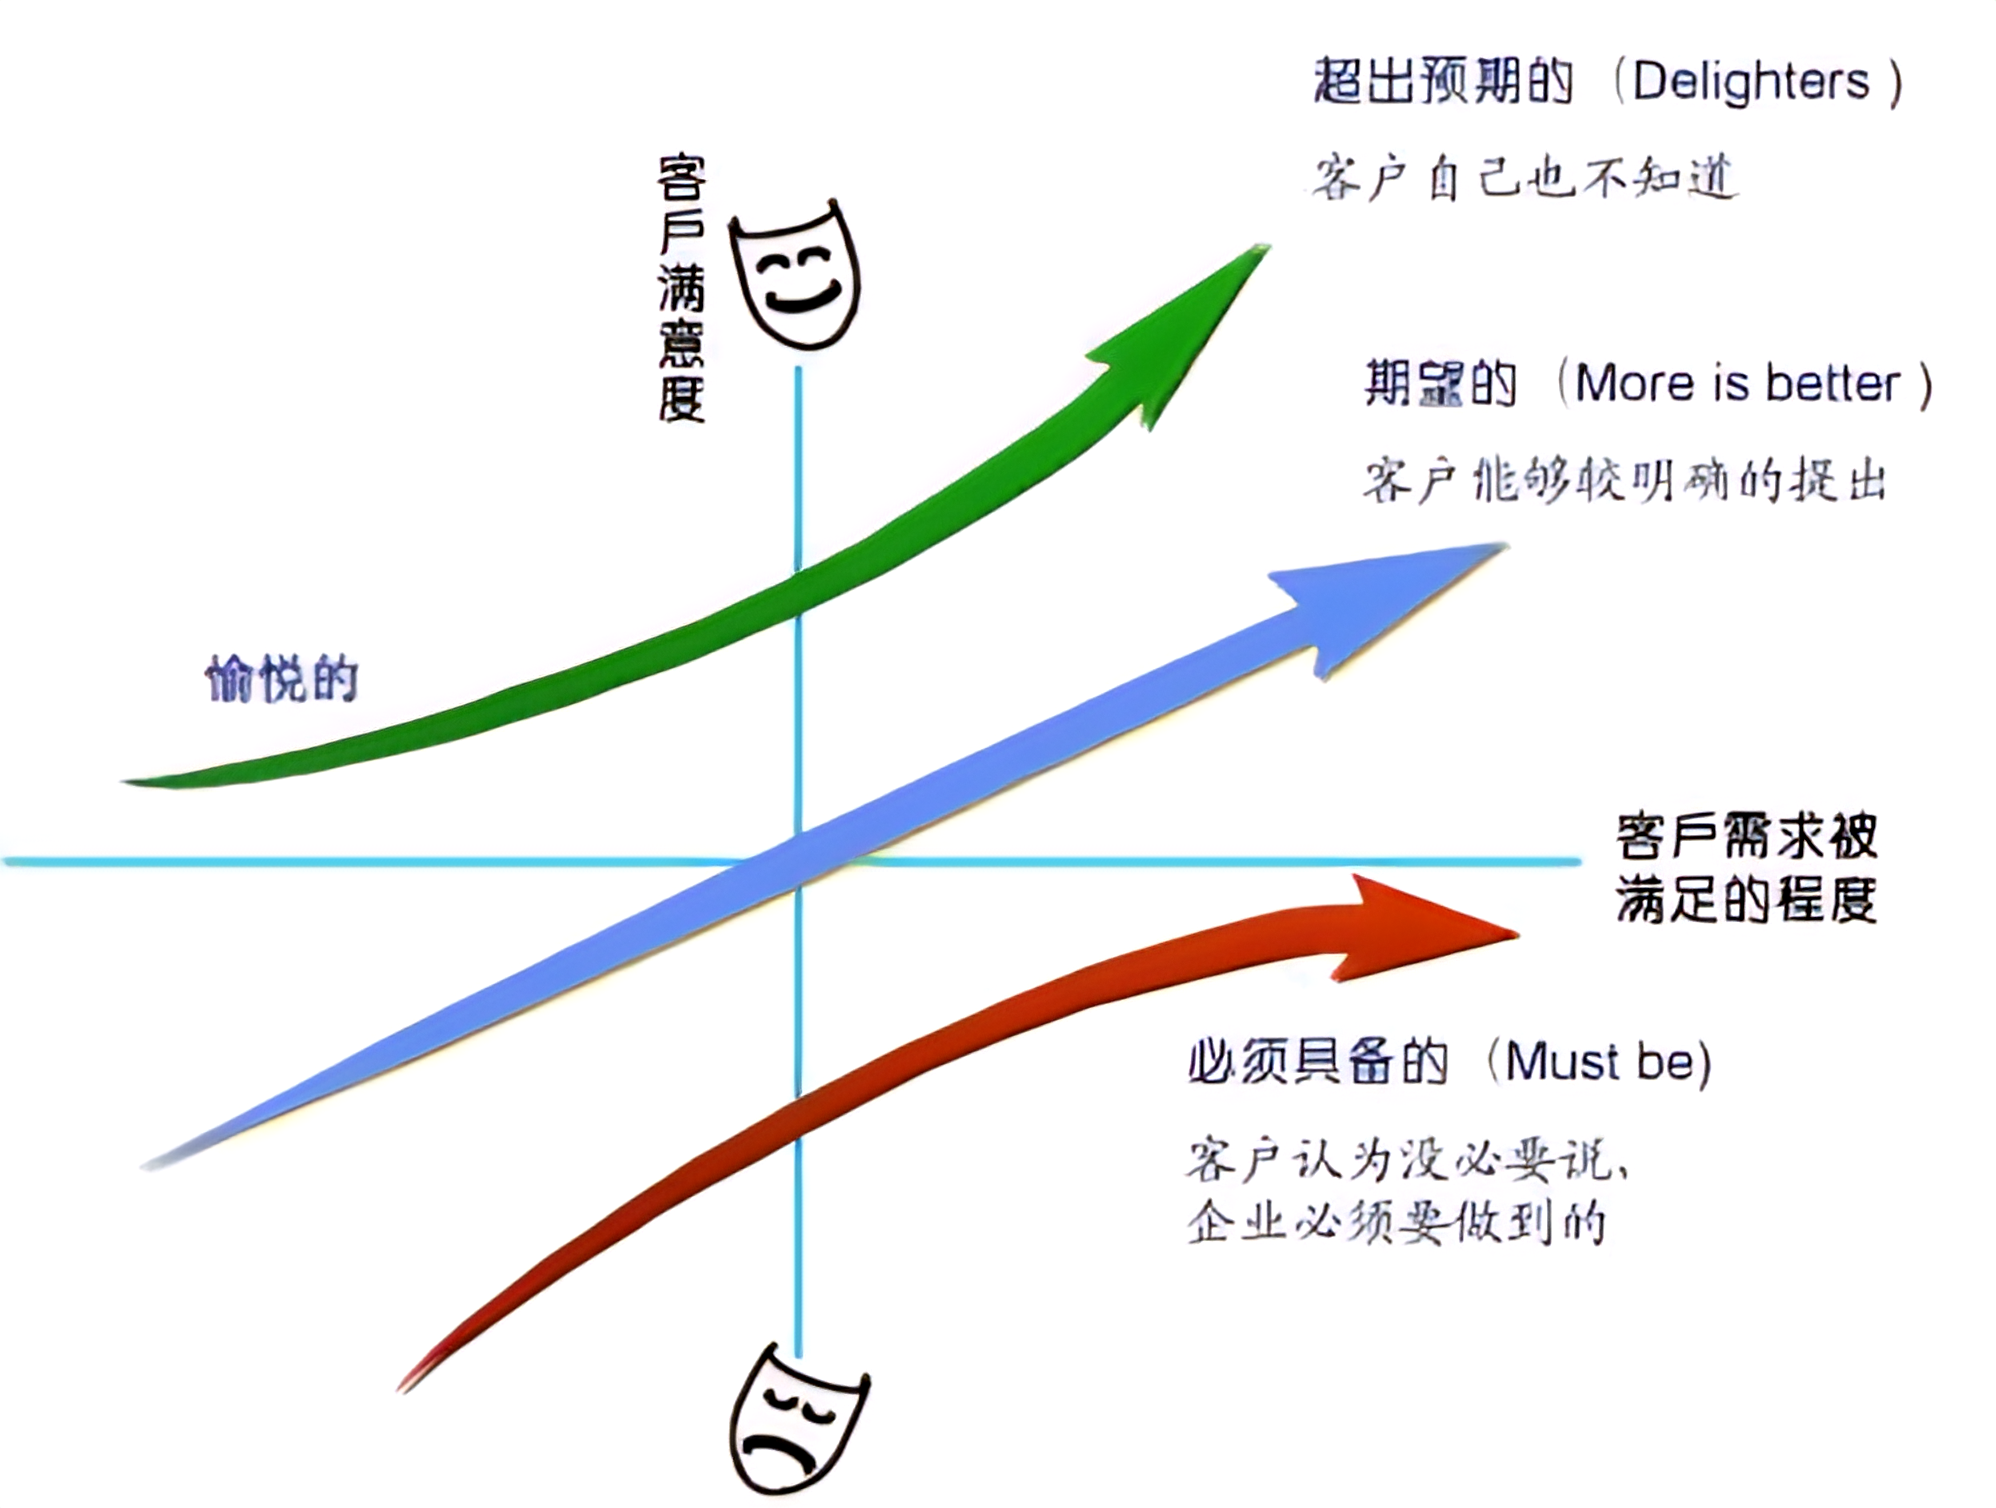 超出预期的（Delighters）
客户自己也不知道
客户满意度
期望的（More is better）
客户能够较明确的提出
愉悦的
客户需求被
满足的程度
必须具备的（Must be)
客户认为没必要说，
企业必须要做到的